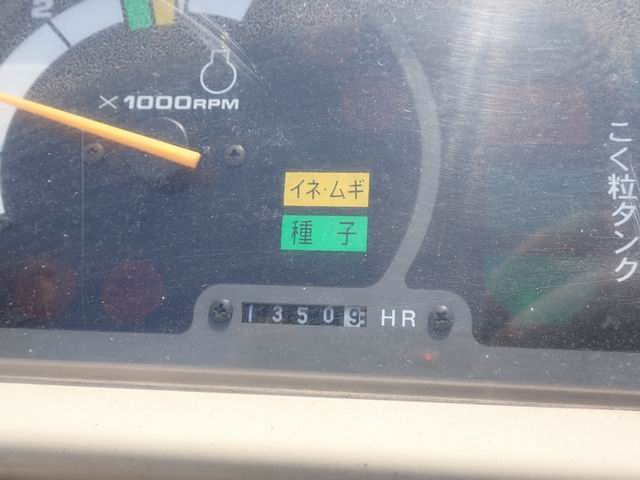 2
X 1000RPM
イネ・ムギ
種子
13509 HR
こく粒タンク